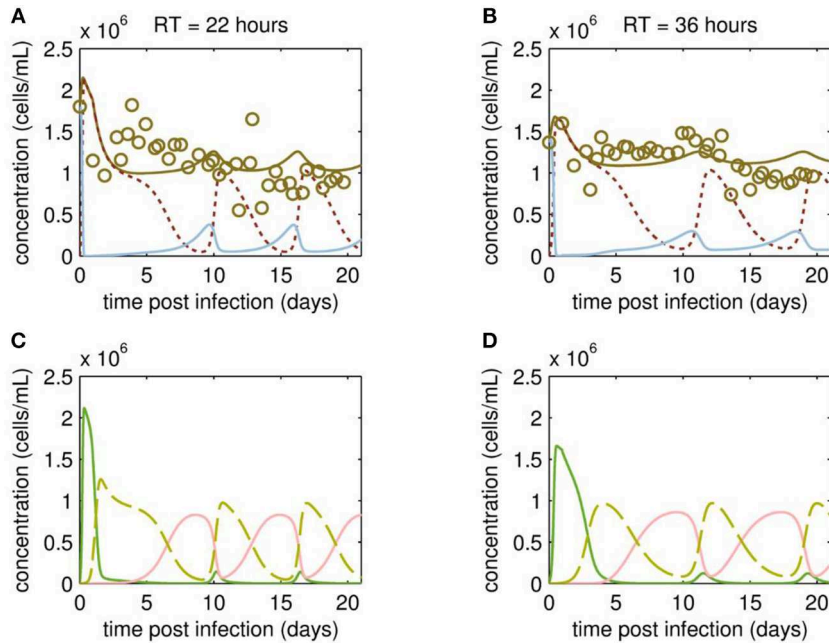 A
RT = 22 hours
x 10^6
2.5
2
1.5
1
0.5
0
concentration (cells/mL)
0 5 10 15 20
time post infection (days)
B
RT = 36 hours
x 10^6
2.5
2
1.5
1
0.5
0
concentration (cells/mL)
0 5 10 15 20
time post infection (days)
C
x 10^6
2.5
2
1.5
1
0.5
0
concentration (cells/mL)
0 5 10 15 20
time post infection (days)
D
x 10^6
2.5
2
1.5
1
0.5
0
concentration (cells/mL)
0 5 10 15 20
time post infection (days)